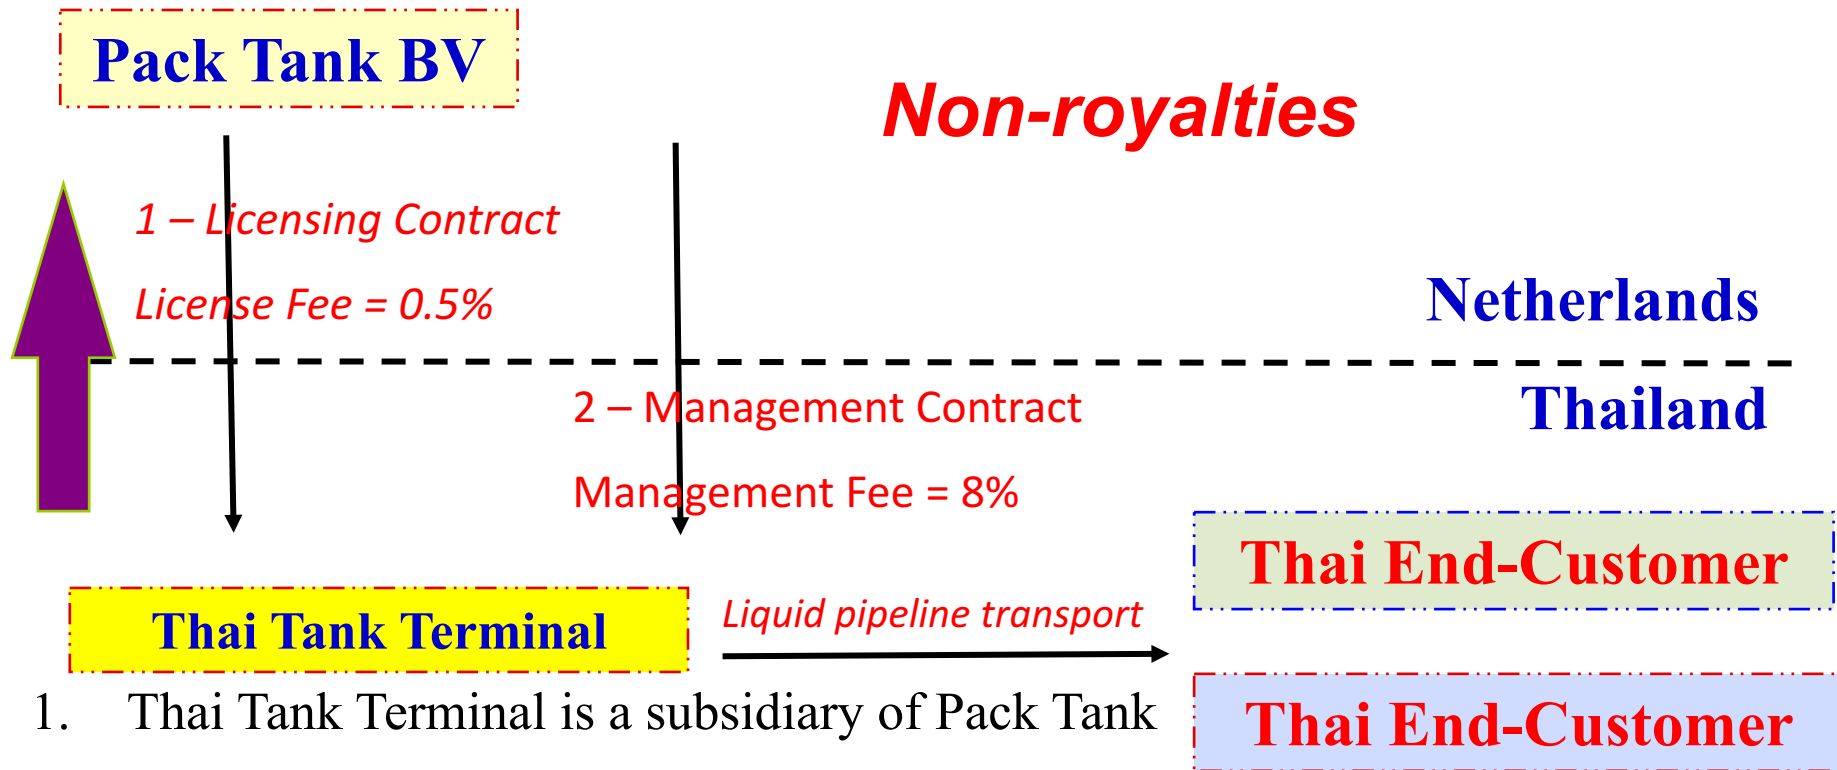 Pack Tank BV
Non-royalties
1 – Licensing Contract
License Fee = 0.5%
Netherlands
Thailand
2 – Management Contract
Management Fee = 8%
Thai End-Customer
Thai Tank Terminal
Liquid pipeline transport
1. Thai Tank Terminal is a subsidiary of Pack Tank
Thai End-Customer